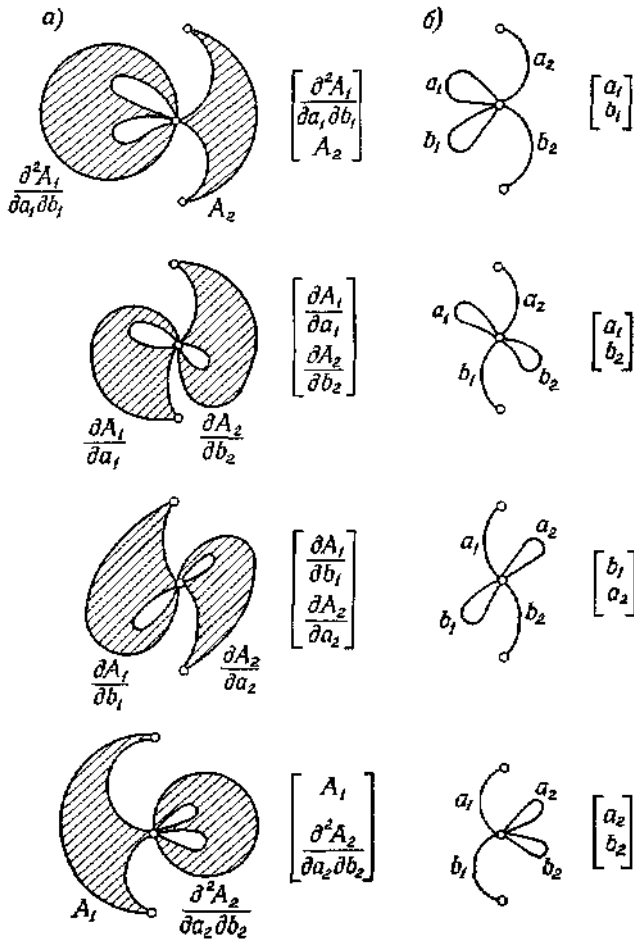 а) б)
a₂
a₁
[∂²A₁/∂a₁∂b₁
A₂]
[a₁
b₁]
b₁ b₂
∂²A₁/∂a₁∂b₁ A₂
a₂
a₁
[∂A₁/∂a₁
∂A₂/∂b₂]
[a₁
b₂]
b₁ b₂
∂A₁/∂a₁ ∂A₂/∂b₂
a₁ a₂
[∂A₁/∂b₁
∂A₂/∂a₂]
[b₁
a₂]
b₁ b₂
∂A₁/∂b₁ ∂A₂/∂a₂
a₁ a₂
[A₁
∂²A₂/∂a₂∂b₂]
[a₂
b₂]
b₁ b₂
A₁ ∂²A₂/∂a₂∂b₂